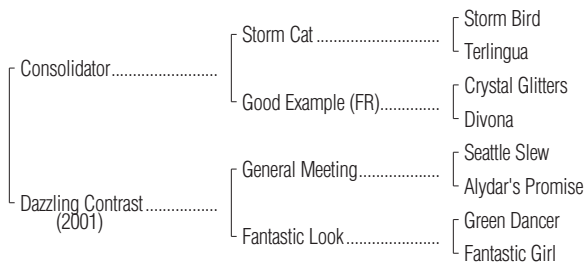 Storm Bird
Storm Cat
Terlingua
Consolidator
Crystal Glitters
Good Example (FR)
Divona
Seattle Slew
General Meeting
Alydar's Promise
Dazzling Contrast
(2001)
Green Dancer
Fantastic Look
Fantastic Girl